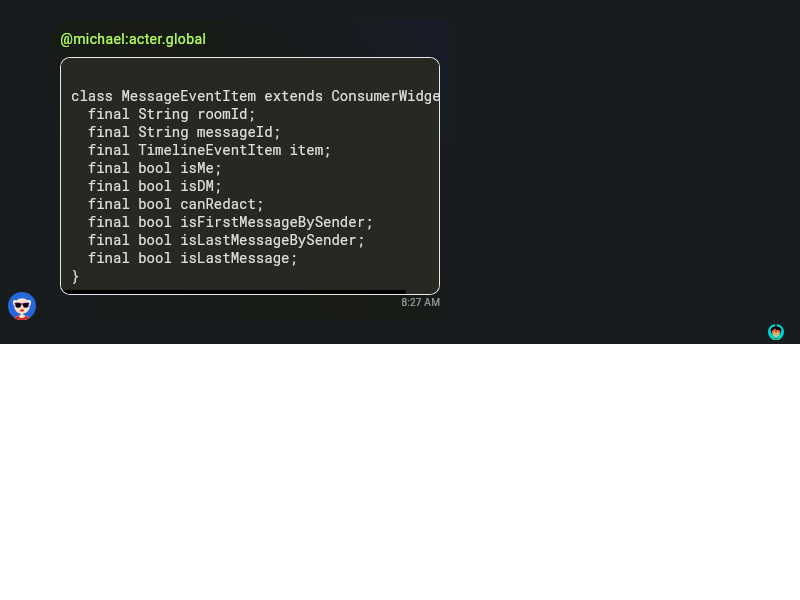 @michael:acter.global
class MessageEventItem extends ConsumerWidge
  final String roomId;
  final String messageId;
  final TimelineEventItem item;
  final bool isMe;
  final bool isDM;
  final bool canRedact;
  final bool isFirstMessageBySender;
  final bool isLastMessageBySender;
  final bool isLastMessage;
}
8:27 AM